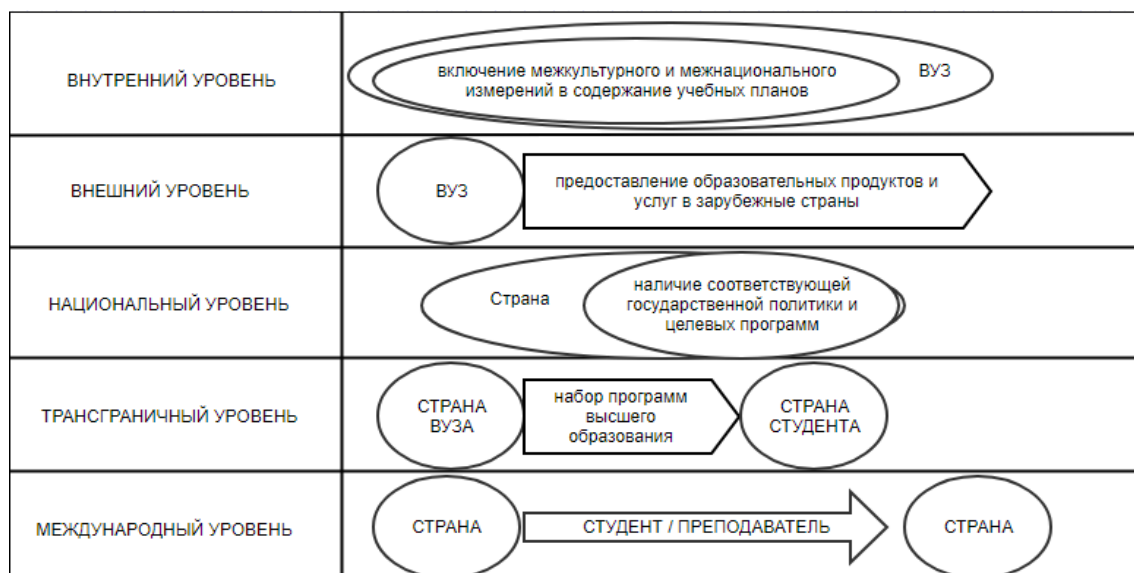 ВНУТРЕННИЙ УРОВЕНЬ
включение межкультурного и межнационального
измерений в содержание учебных планов
ВУЗ
ВНЕШНИЙ УРОВЕНЬ
ВУЗ
предоставление образовательных продуктов и
услуг в зарубежные страны
НАЦИОНАЛЬНЫЙ УРОВЕНЬ
Страна
наличие соответствующей
государственной политики и
целевых программ
ТРАНСГРАНИЧНЫЙ УРОВЕНЬ
СТРАНА
ВУЗА
набор программ
высшего
образования
СТРАНА
СТУДЕНТА
МЕЖДУНАРОДНЫЙ УРОВЕНЬ
СТРАНА
СТУДЕНТ / ПРЕПОДАВАТЕЛЬ
СТРАНА